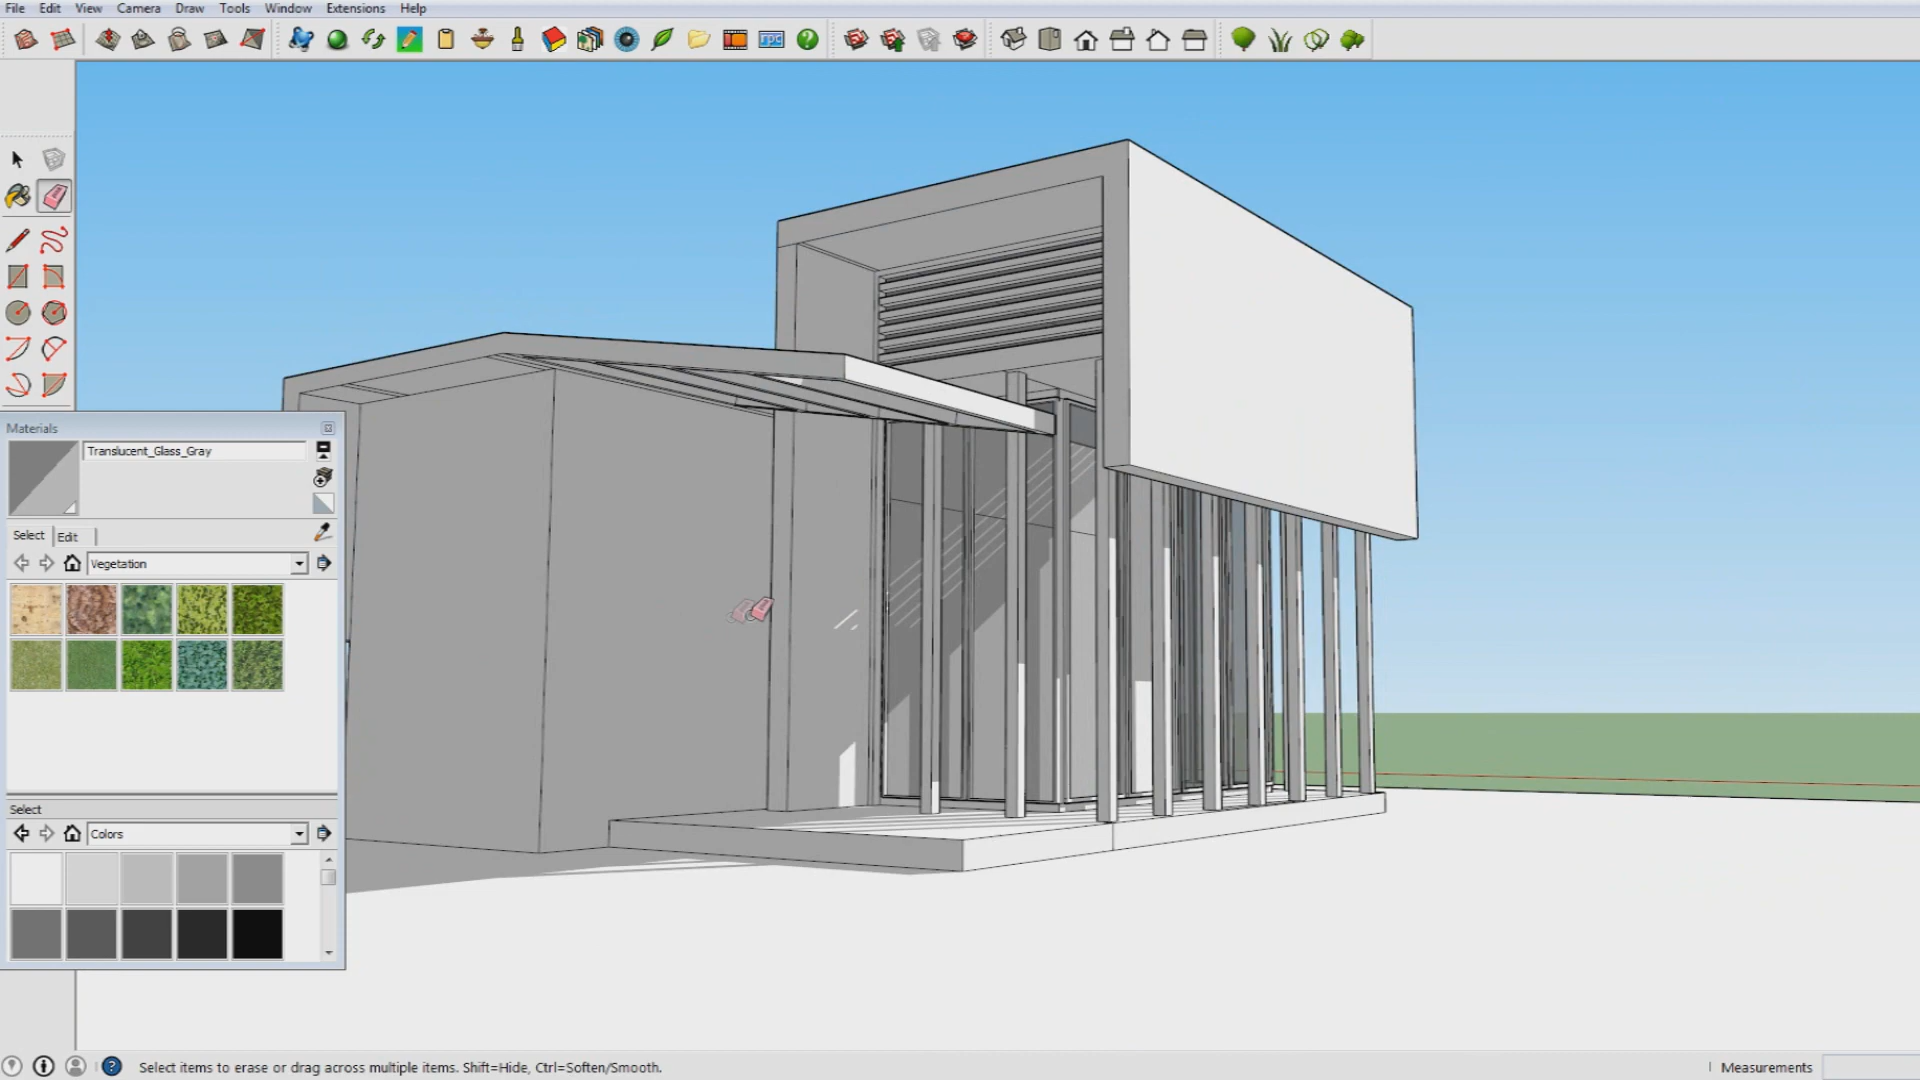 File Edit View Camera Draw Tools Window Extensions Help
Materials
Translucent_Glass_Gray
Select Edit
Vegetation
Select
Colors
Select items to erase or drag across multiple items. Shift=Hide, Ctrl=Soften/Smooth.
Measurements